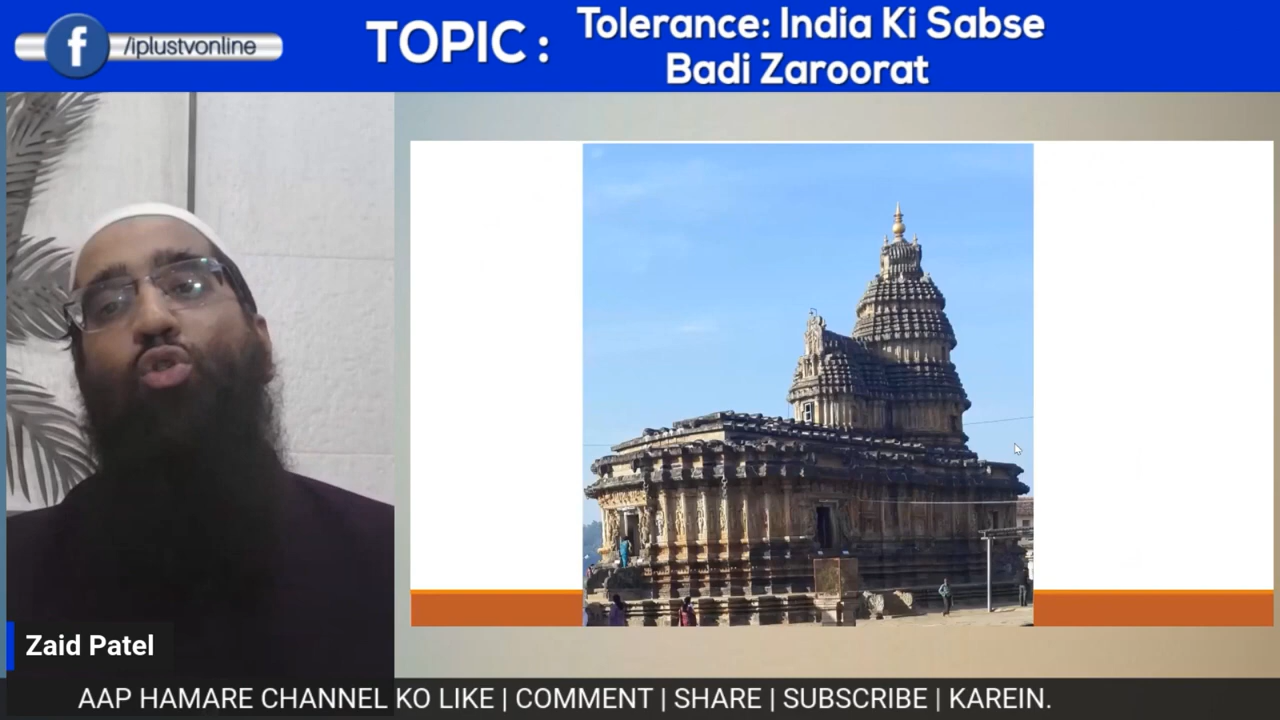 f /iplustvonline
TOPIC :
Tolerance: India Ki Sabse
Badi Zaroorat
Zaid Patel
AAP HAMARE CHANNEL KO LIKE | COMMENT | SHARE | SUBSCRIBE | KAREIN.